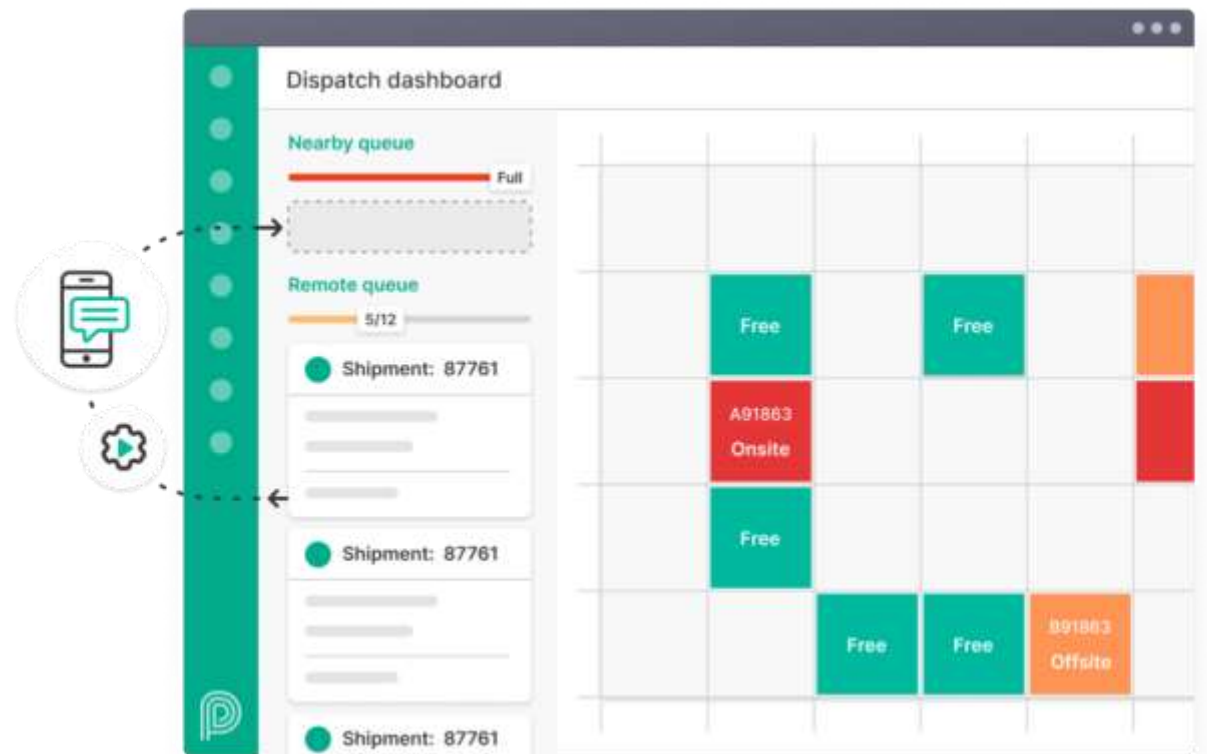 Dispatch dashboard
Nearby queue
Full
Remote queue
5/12
Shipment: 87761
Shipment: 87761
Shipment: 87761
Free
Free
A91863
Onsite
Free
Free
Free
B91863
Offsite